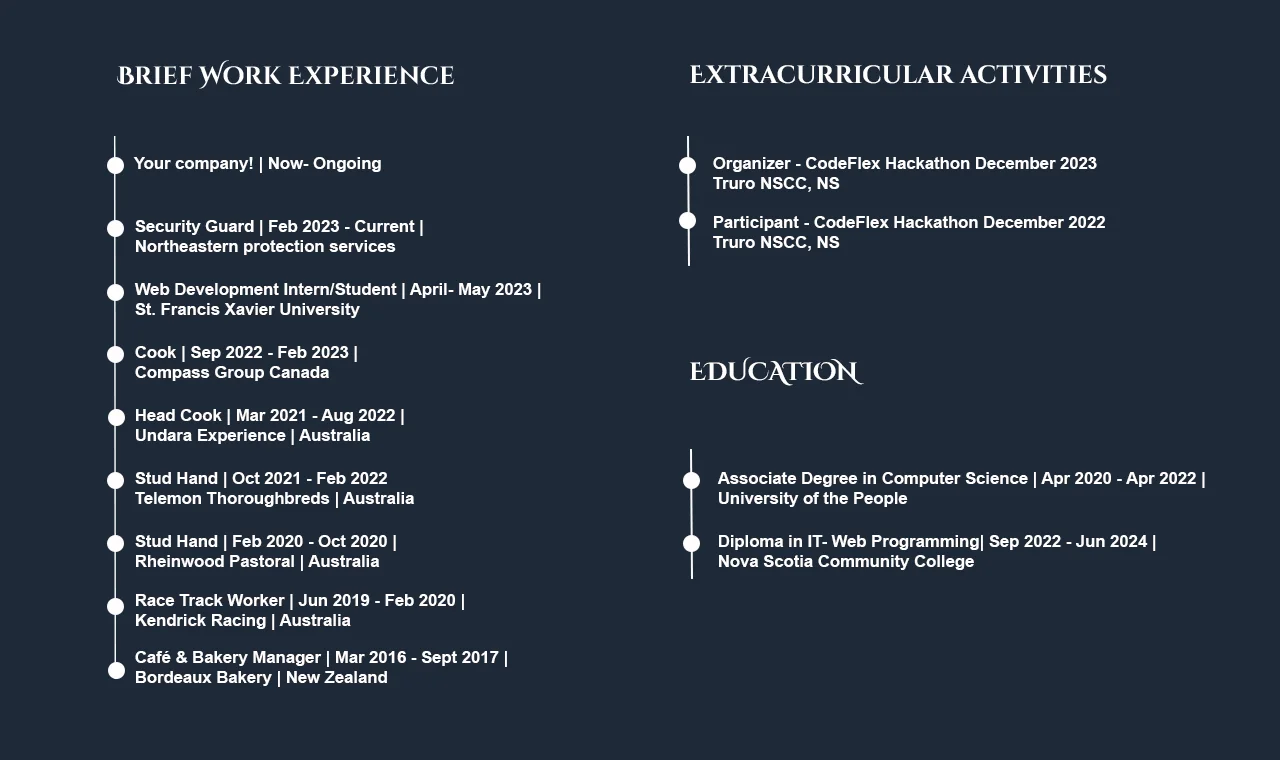 Brief Work Experience
Your company! | Now- Ongoing
Security Guard | Feb 2023 - Current |
Northeastern protection services
Web Development Intern/Student | April- May 2023 |
St. Francis Xavier University
Cook | Sep 2022 - Feb 2023 |
Compass Group Canada
Head Cook | Mar 2021 - Aug 2022 |
Undara Experience | Australia
Stud Hand | Oct 2021 - Feb 2022
Telemon Thoroughbreds | Australia
Stud Hand | Feb 2020 - Oct 2020 |
Rheinwood Pastoral | Australia
Race Track Worker | Jun 2019 - Feb 2020 |
Kendrick Racing | Australia
Café & Bakery Manager | Mar 2016 - Sept 2017 |
Bordeaux Bakery | New Zealand
Extracurricular activities
Organizer - CodeFlex Hackathon December 2023
Truro NSCC, NS
Participant - CodeFlex Hackathon December 2022
Truro NSCC, NS
Education
Associate Degree in Computer Science | Apr 2020 - Apr 2022 |
University of the People
Diploma in IT- Web Programming| Sep 2022 - Jun 2024 |
Nova Scotia Community College